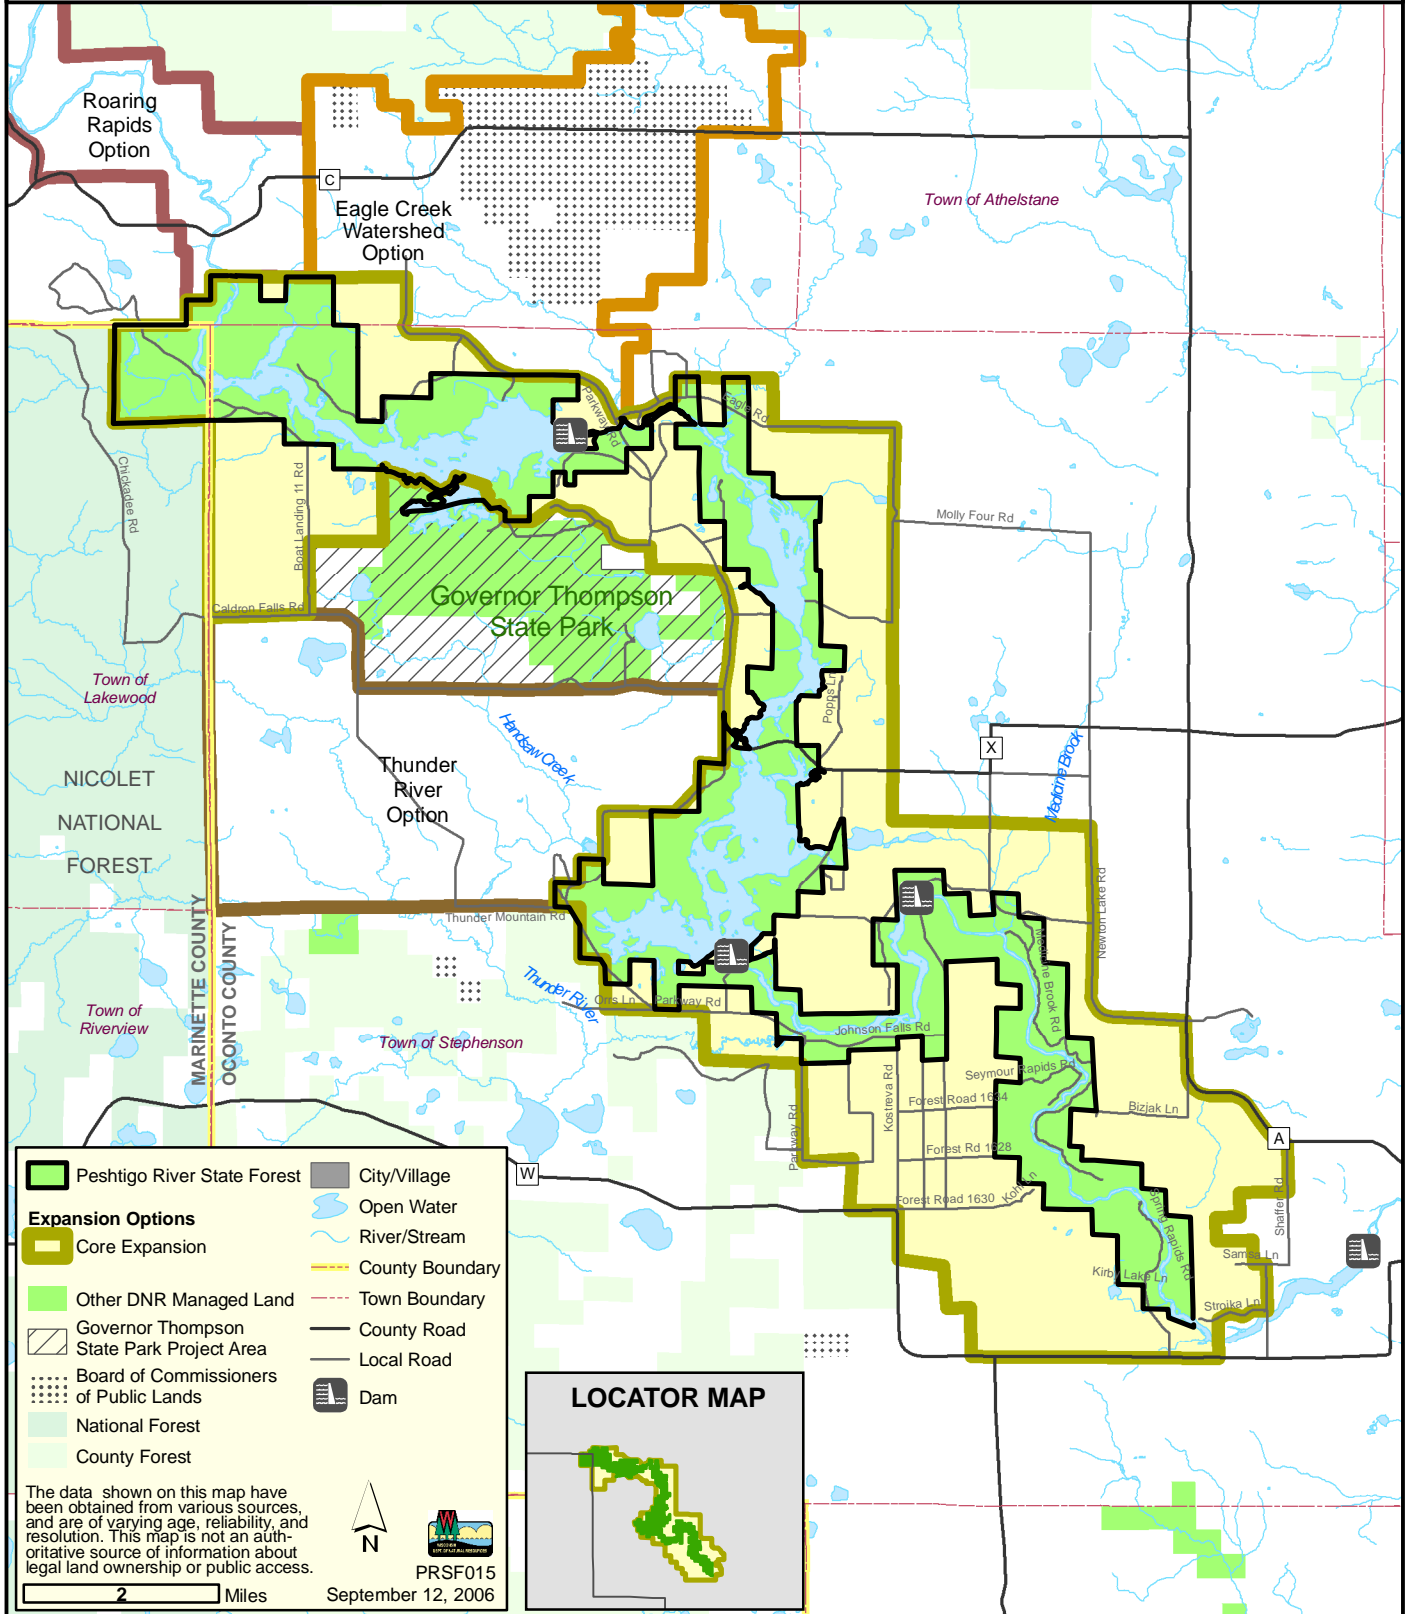 Roaring
Rapids
Option
C
Eagle Creek
Watershed
Option
Town of Athelstane
Parkway Rd
Eagle Rd
Chickadee Rd
Boat Landing 11 Rd
Molly Four Rd
Governor Thompson
State Park
Caldron Falls Rd
Town of
Lakewood
Popps Ln
Handsaw Creek
X
Medicine Brook
Thunder
River
Option
NICOLET
NATIONAL
FOREST
MARINETTE COUNTY
OCONTO COUNTY
Thunder Mountain Rd
Newton Lake Rd
Medicine Brook Rd
Thunder River
Orrs Ln
Parkway Rd
Town of
Riverview
Town of Stephenson
Johnson Falls Rd
Kostreva Rd
Seymour Rapids Rd
Forest Road 1634
Bizjak Ln
Parkway Rd
Forest Rd 1628
A
W
Forest Road 1630
Kohl Ln
Spring Rapids Rd
Shaffer Rd
Samsa Ln
Kirby Lake Ln
Stroika Ln
Peshtigo River State Forest
Expansion Options
Core Expansion
Other DNR Managed Land
Governor Thompson
State Park Project Area
Board of Commissioners
of Public Lands
National Forest
County Forest
City/Village
Open Water
River/Stream
County Boundary
Town Boundary
County Road
Local Road
Dam
The data shown on this map have
been obtained from various sources,
and are of varying age, reliability, and
resolution. This map is not an auth-
oritative source of information about
legal land ownership or public access.
2 Miles
N
W
WISCONSIN
DEPT. OF NATURAL RESOURCES
PRSF015
September 12, 2006
LOCATOR MAP